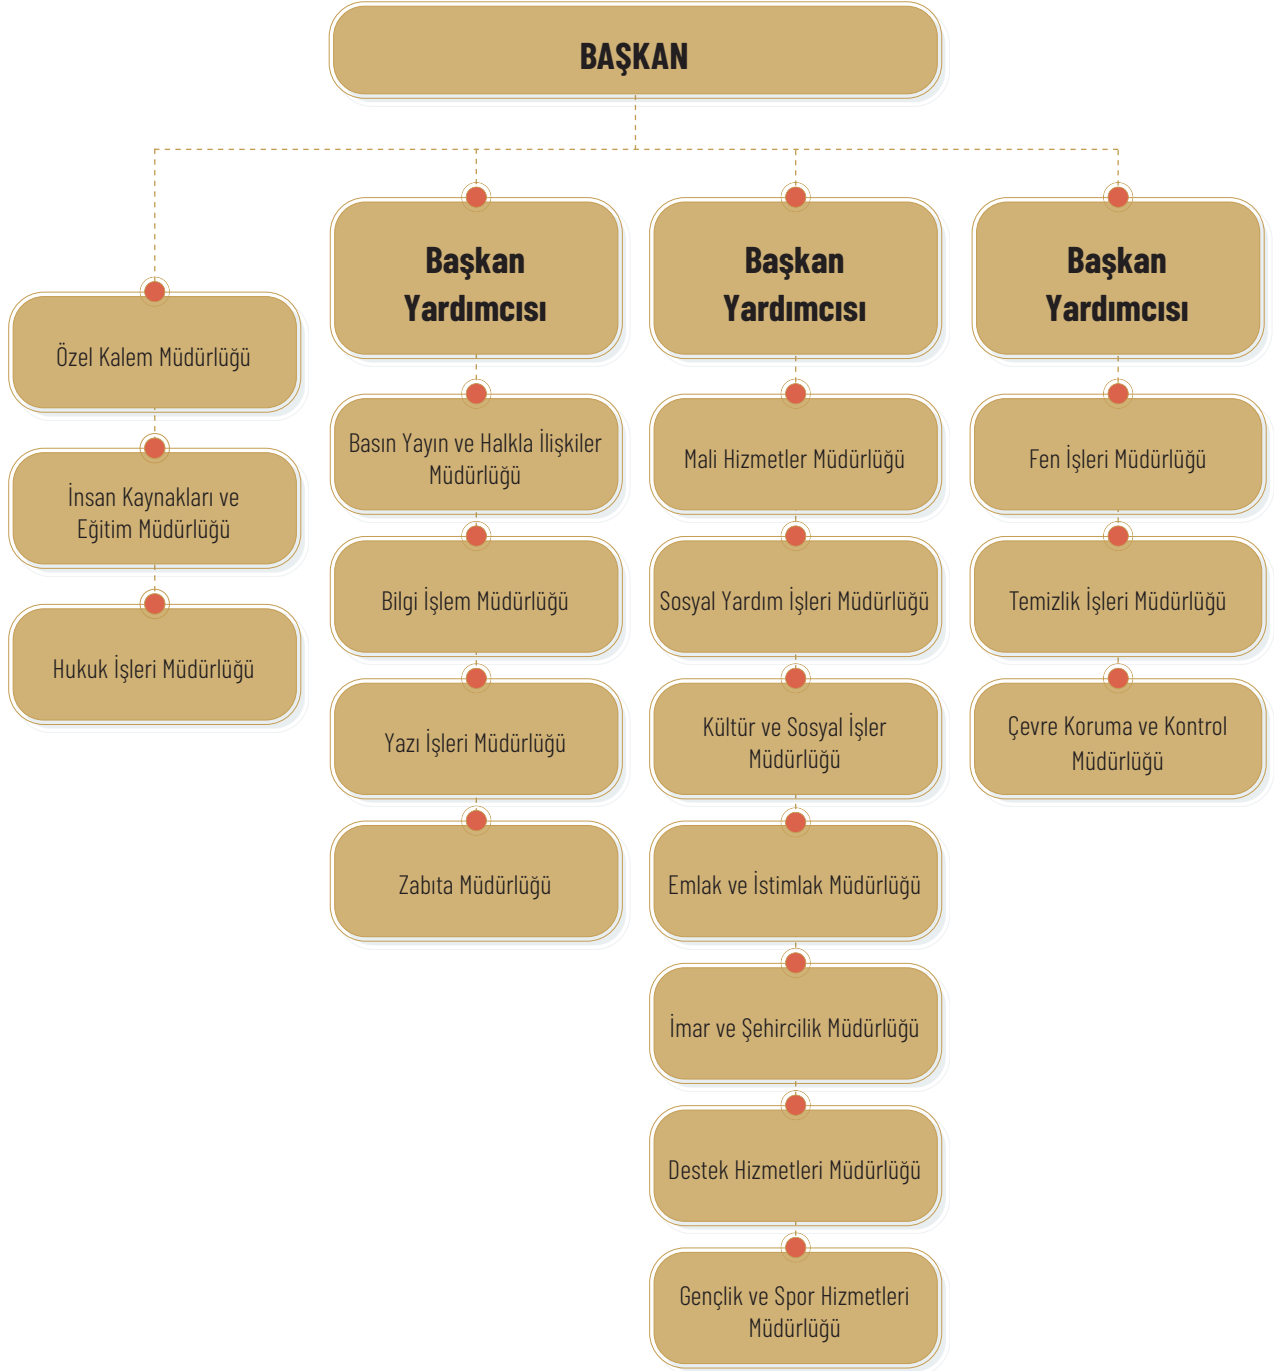 BAŞKAN
Özel Kalem Müdürlüğü
İnsan Kaynakları ve
Eğitim Müdürlüğü
Hukuk İşleri Müdürlüğü
Başkan
Yardımcısı
Basın Yayın ve Halkla İlişkiler
Müdürlüğü
Bilgi İşlem Müdürlüğü
Yazı İşleri Müdürlüğü
Zabıta Müdürlüğü
Başkan
Yardımcısı
Mali Hizmetler Müdürlüğü
Sosyal Yardım İşleri Müdürlüğü
Kültür ve Sosyal İşler
Müdürlüğü
Emlak ve İstimlak Müdürlüğü
İmar ve Şehircilik Müdürlüğü
Destek Hizmetleri Müdürlüğü
Gençlik ve Spor Hizmetleri
Müdürlüğü
Başkan
Yardımcısı
Fen İşleri Müdürlüğü
Temizlik İşleri Müdürlüğü
Çevre Koruma ve Kontrol
Müdürlüğü